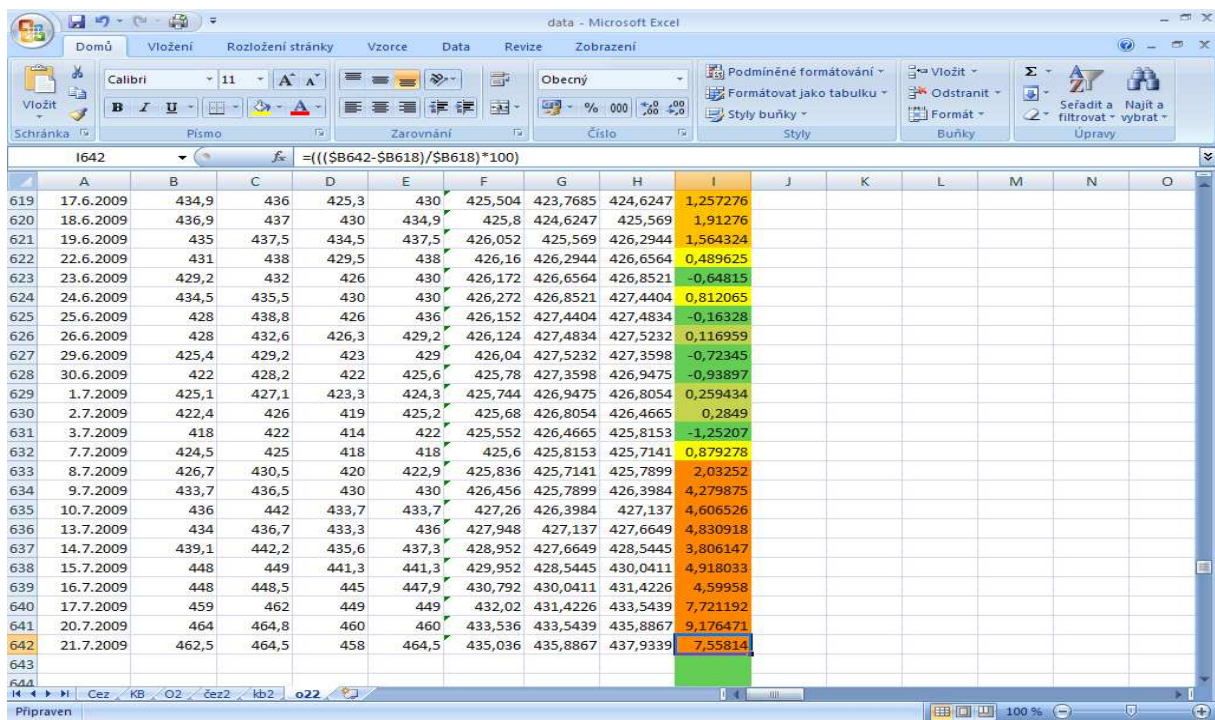 data - Microsoft Excel
Domů Vložení Rozložení stránky Vzorce Data Revize Zobrazení
Vložit
Calibri 11 A A
B I U A
Obecný
% 000 ,00
Podmíněné formátování
Formátovat jako tabulku
Styly buňky
Vložit
Odstranit
Formát
Σ
Seřadit a filtrovat
Najít a vybrat
Schránka Písmo Zarovnání Číslo Styly Buňky Úpravy
I642 fx =((($B642-$B618)/$B618)*100)
A B C D E F G H I J K L M N O
619 17.6.2009 434,9 436 425,3 430 425,504 423,7685 424,6247 1,257276
620 18.6.2009 436,9 437 430 434,9 425,8 424,6247 425,569 1,91276
621 19.6.2009 435 437,5 434,5 437,5 426,052 425,569 426,2944 1,564324
622 22.6.2009 431 438 429,5 438 426,16 426,2944 426,6564 0,489625
623 23.6.2009 429,2 432 426 430 426,172 426,6564 426,8521 -0,64815
624 24.6.2009 434,5 435,5 430 430 426,272 426,8521 427,4404 0,812065
625 25.6.2009 428 438,8 426 436 426,152 427,4404 427,4834 -0,16328
626 26.6.2009 428 432,6 426,3 429,2 426,124 427,4834 427,5232 0,116959
627 29.6.2009 425,4 429,2 423 429 426,04 427,5232 427,3598 -0,72345
628 30.6.2009 422 428,2 422 425,6 425,78 427,3598 426,9475 -0,93897
629 1.7.2009 425,1 427,1 423,3 424,3 425,744 426,9475 426,8054 0,259434
630 2.7.2009 422,4 426 419 425,2 425,68 426,8054 426,4665 0,2849
631 3.7.2009 418 422 414 422 425,552 426,4665 425,8153 -1,25207
632 7.7.2009 424,5 425 418 418 425,6 425,8153 425,7141 0,879278
633 8.7.2009 426,7 430,5 420 422,9 425,836 425,7141 425,7899 2,03252
634 9.7.2009 433,7 436,5 430 430 426,456 425,7899 426,3984 4,279875
635 10.7.2009 436 442 433,7 433,7 427,26 426,3984 427,137 4,606526
636 13.7.2009 434 436,7 433,3 436 427,948 427,137 427,6649 4,830918
637 14.7.2009 439,1 442,2 435,6 437,3 428,952 427,6649 428,5445 3,806147
638 15.7.2009 448 449 441,3 441,3 429,952 428,5445 430,0411 4,918033
639 16.7.2009 448 448,5 445 447,9 430,792 430,0411 431,4226 4,59958
640 17.7.2009 459 462 449 449 432,02 431,4226 433,5439 7,721192
641 20.7.2009 464 464,8 460 460 433,536 433,5439 435,8867 9,176471
642 21.7.2009 462,5 464,5 458 464,5 435,036 435,8867 437,9339 7,55814
643
644
Cez KB O2 čez2 kb2 o22
Připraven 100 %